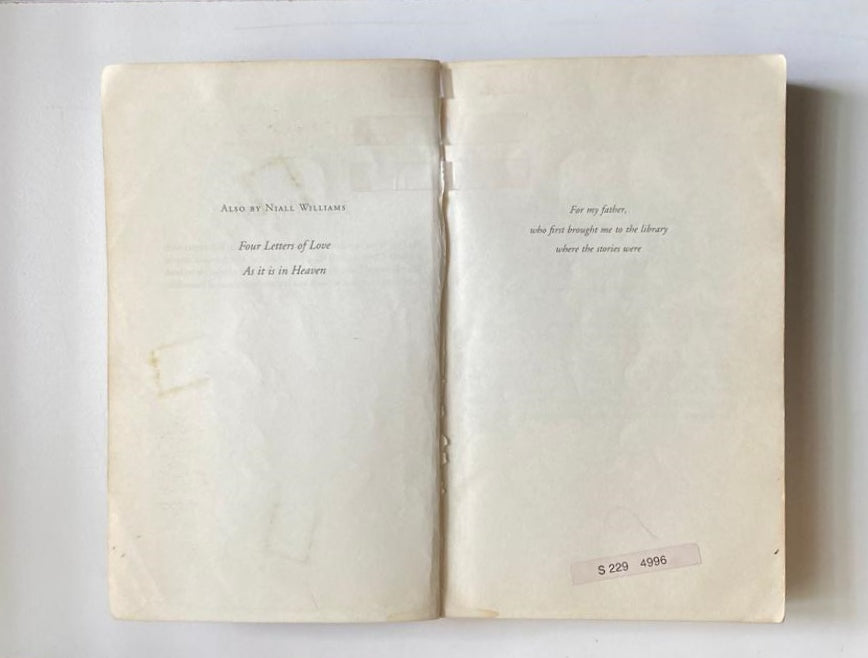 ALSO BY NIALL WILLIAMS
Four Letters of Love
As it is in Heaven
For my father,
who first brought me to the library
where the stories were
S 229 4996